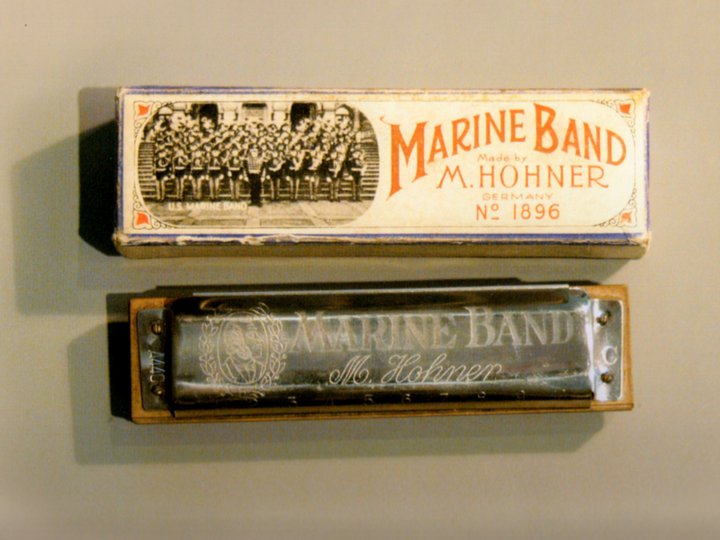 MARINE BAND
Made by
M. HOHNER
GERMANY
Nº 1896
U.S. MARINE BAND
MARINE BAND
M. Hohner
C